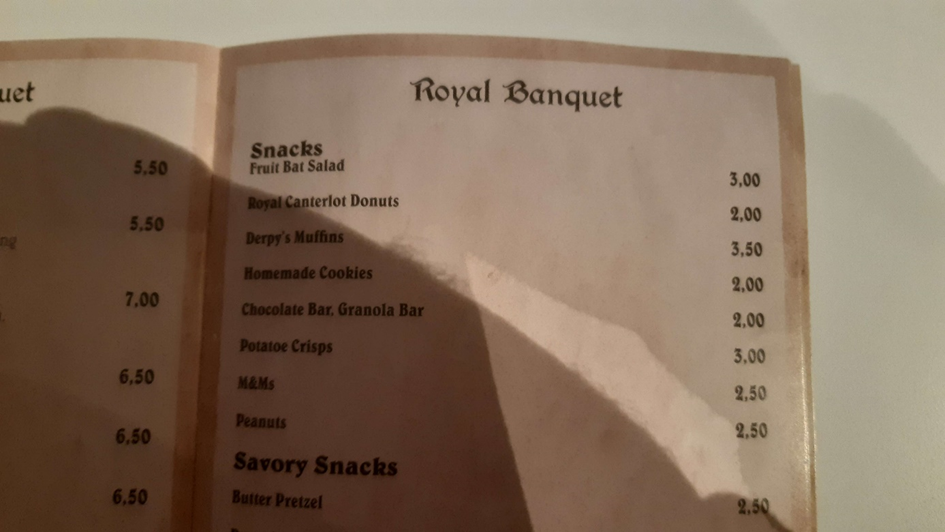 uet
5,50
5,50
ng
7,00
6,50
6,50
6,50
Royal Banquet
Snacks
Fruit Bat Salad 3,00
Royal Canterlot Donuts 2,00
Derpy's Muffins 3,50
Homemade Cookies 2,00
Chocolate Bar, Granola Bar 2,00
Potatoe Crisps 3,00
M&Ms 2,50
Peanuts 2,50
Savory Snacks
Butter Pretzel 2,50